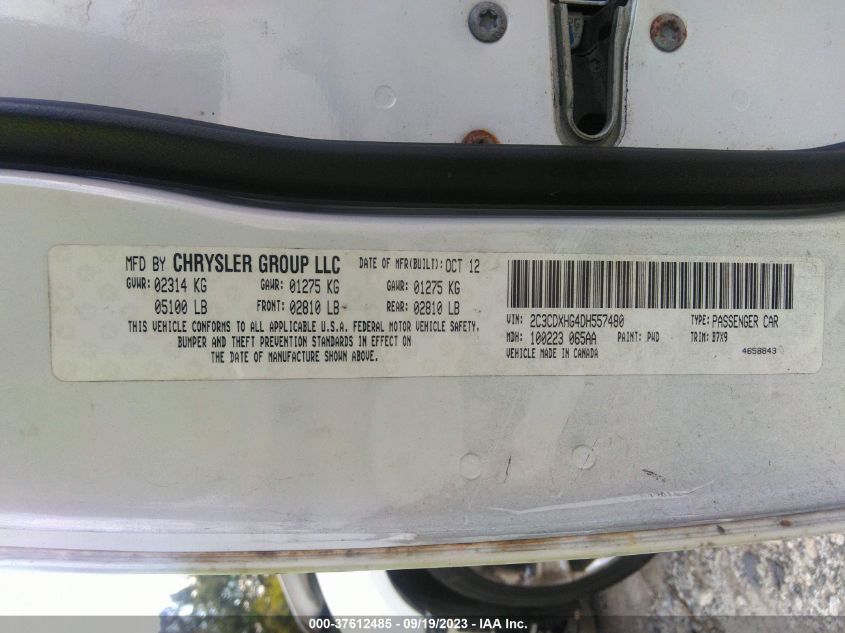 MFD BY CHRYSLER GROUP LLC DATE OF MFR(BUILT): OCT 12
GVWR: 02314 KG GAWR: 01275 KG GAWR: 01275 KG
05100 LB FRONT: 02810 LB REAR: 02810 LB
THIS VEHICLE CONFORMS TO ALL APPLICABLE U.S.A. FEDERAL MOTOR VEHICLE SAFETY,
BUMPER AND THEFT PREVENTION STANDARDS IN EFFECT ON
THE DATE OF MANUFACTURE SHOWN ABOVE.
VIN: 2C3CDXHG4DH557480 TYPE: PASSENGER CAR
MDH: 100223 065AA PAINT: PWD TRIM: B7X9
VEHICLE MADE IN CANADA 4658843
000-37612485 - 09/19/2023 - IAA Inc.